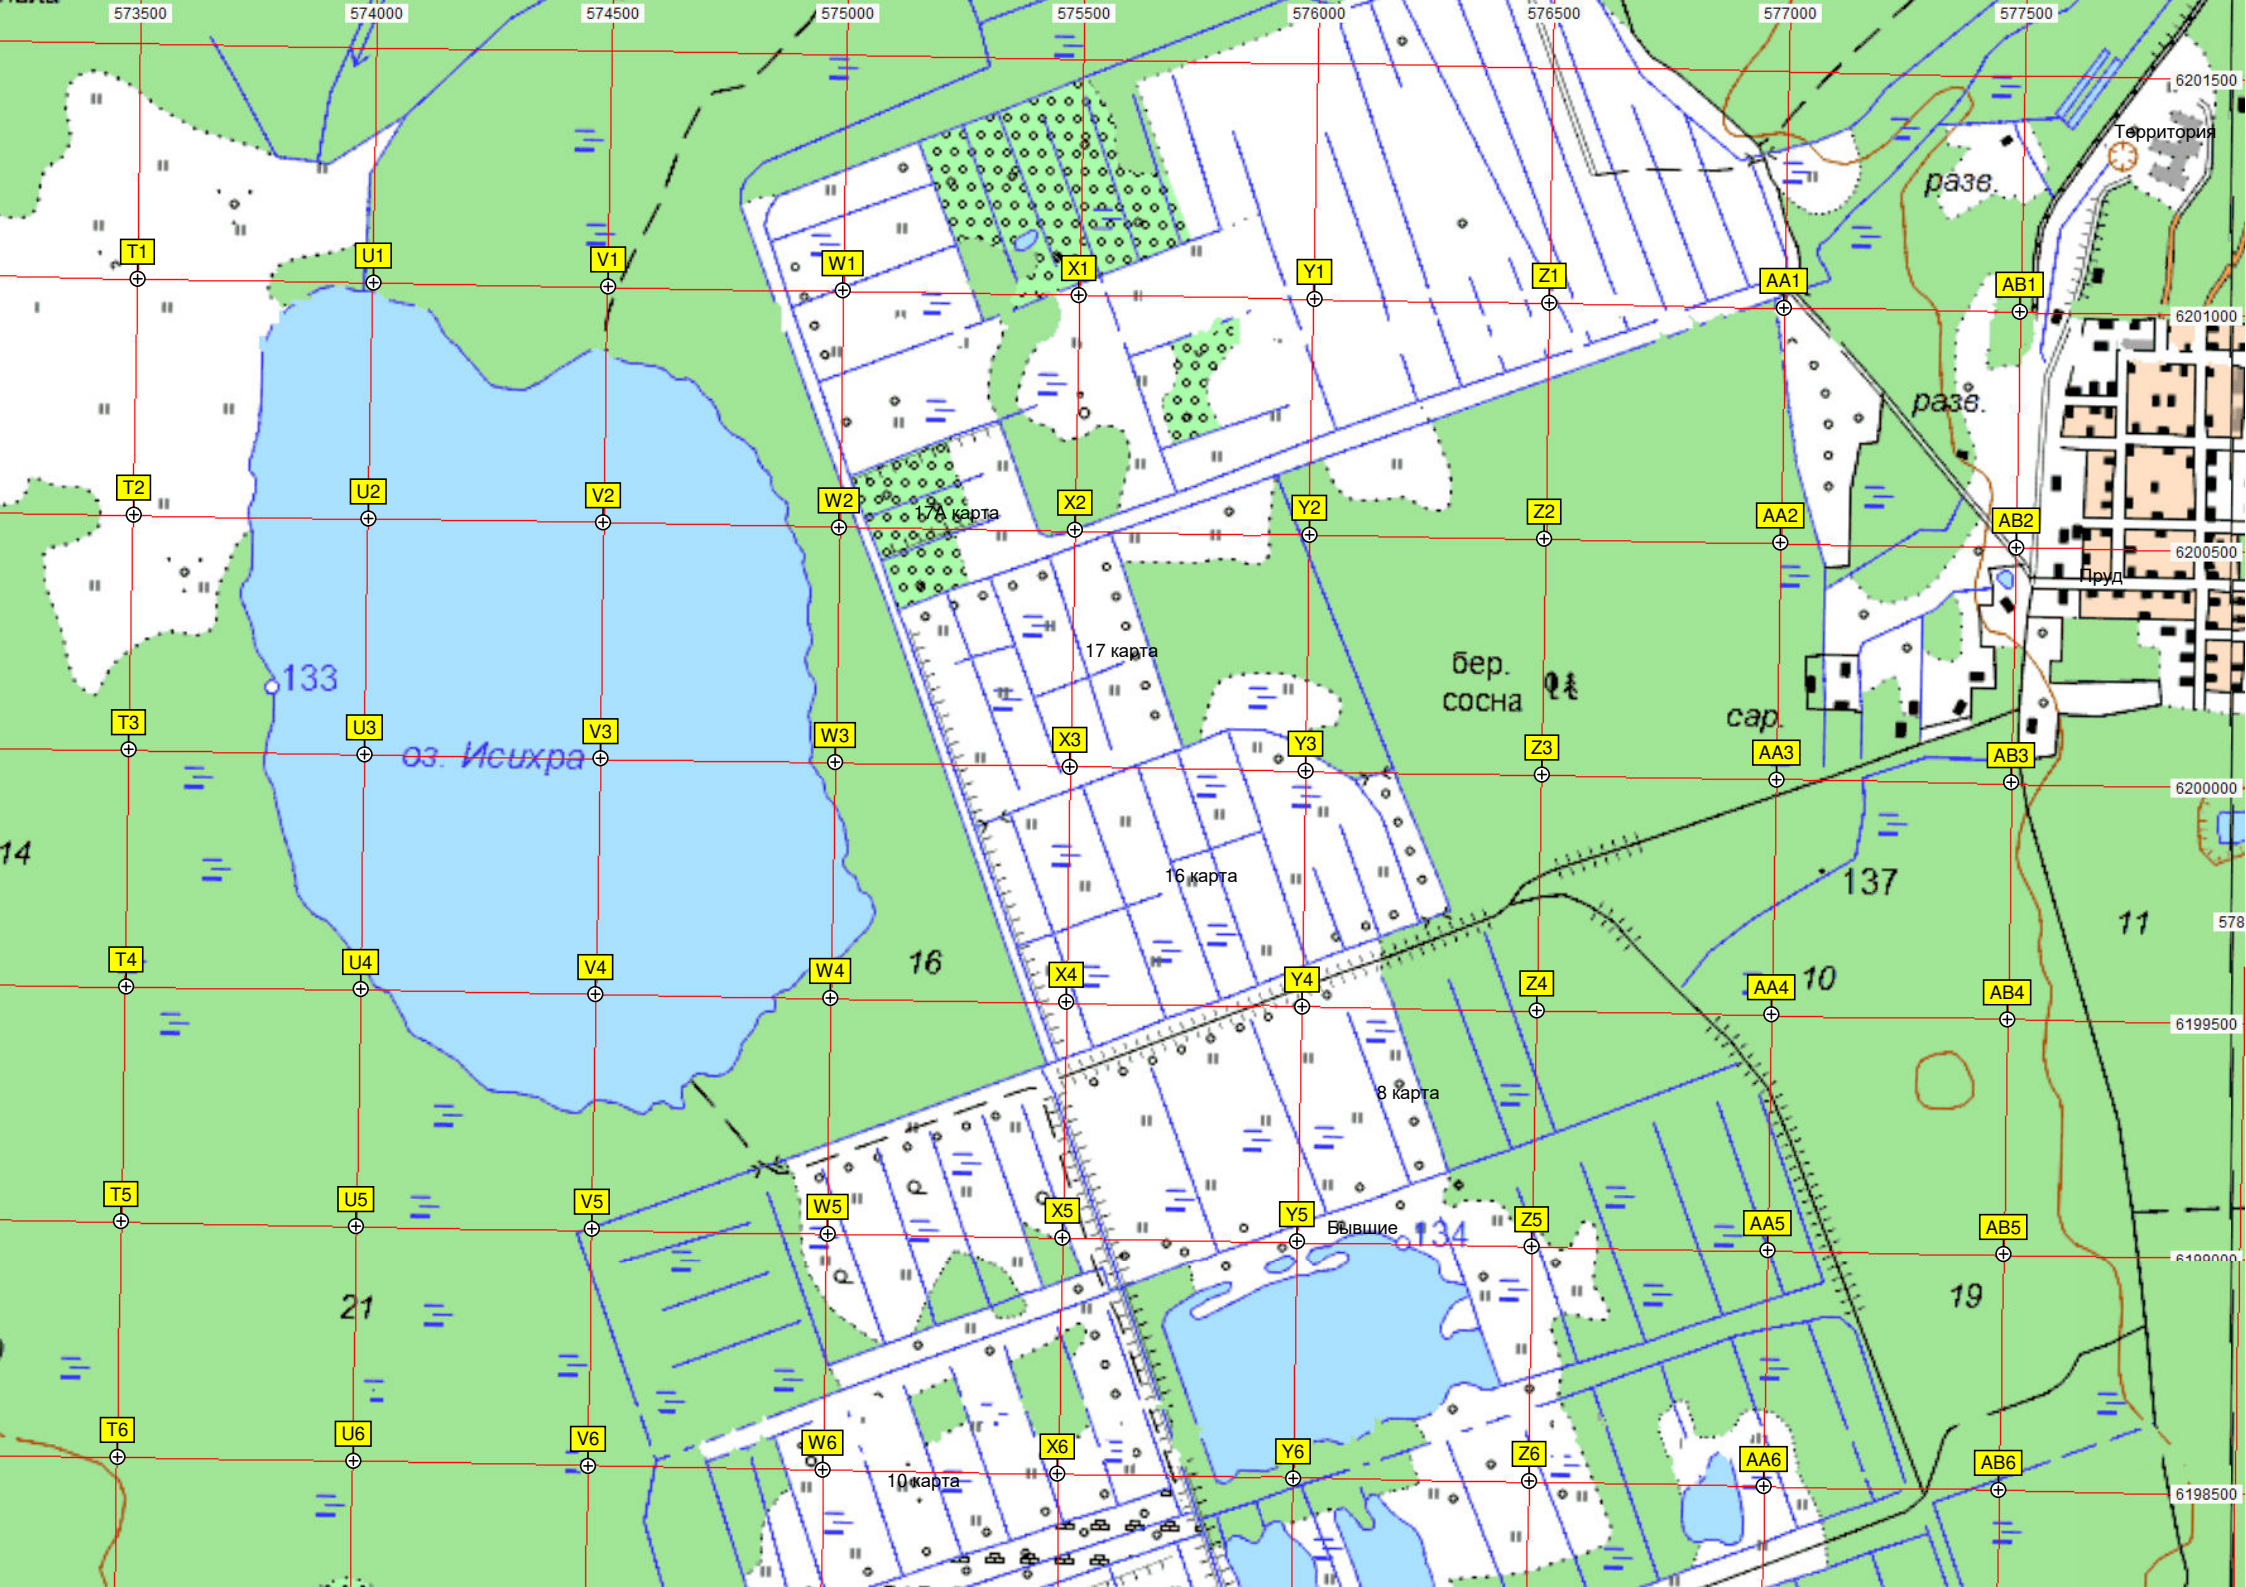 573500 574000 574500 575000 575500 576000 576500 577000 577500
6201500
Территория
разв.
T1 U1 V1 W1 X1 Y1 Z1 AA1 AB1
6201000
разв.
T2 U2 V2 W2 X2 Y2 Z2 AA2 AB2
17А карта
6200500
Пруд
17 карта
бер.
сосна
133
сар.
T3 U3 V3 W3 X3 Y3 Z3 AA3 AB3
оз. Исихра
6200000
14
16 карта
137
11
578
16
10
T4 U4 V4 W4 X4 Y4 Z4 AA4 AB4
6199500
8 карта
T5 U5 V5 W5 X5 Y5 Z5 AA5 AB5
Бывшие
134
6199000
21
19
T6 U6 V6 W6 X6 Y6 Z6 AA6 AB6
10 карта
6198500